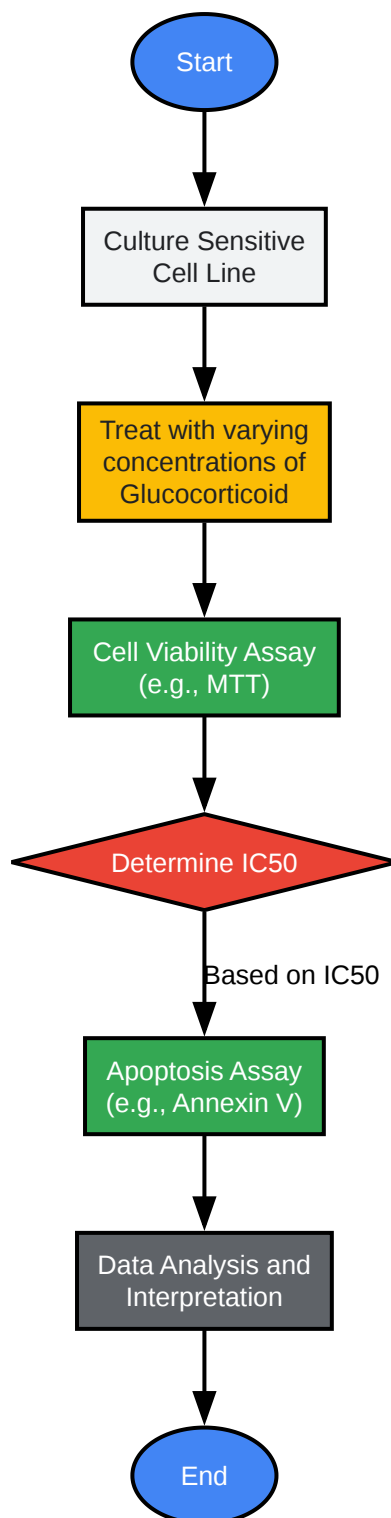 Start
Culture Sensitive
Cell Line
Treat with varying
concentrations of
Glucocorticoid
Cell Viability Assay
(e.g., MTT)
Determine IC50
Based on IC50
Apoptosis Assay
(e.g., Annexin V)
Data Analysis and
Interpretation
End